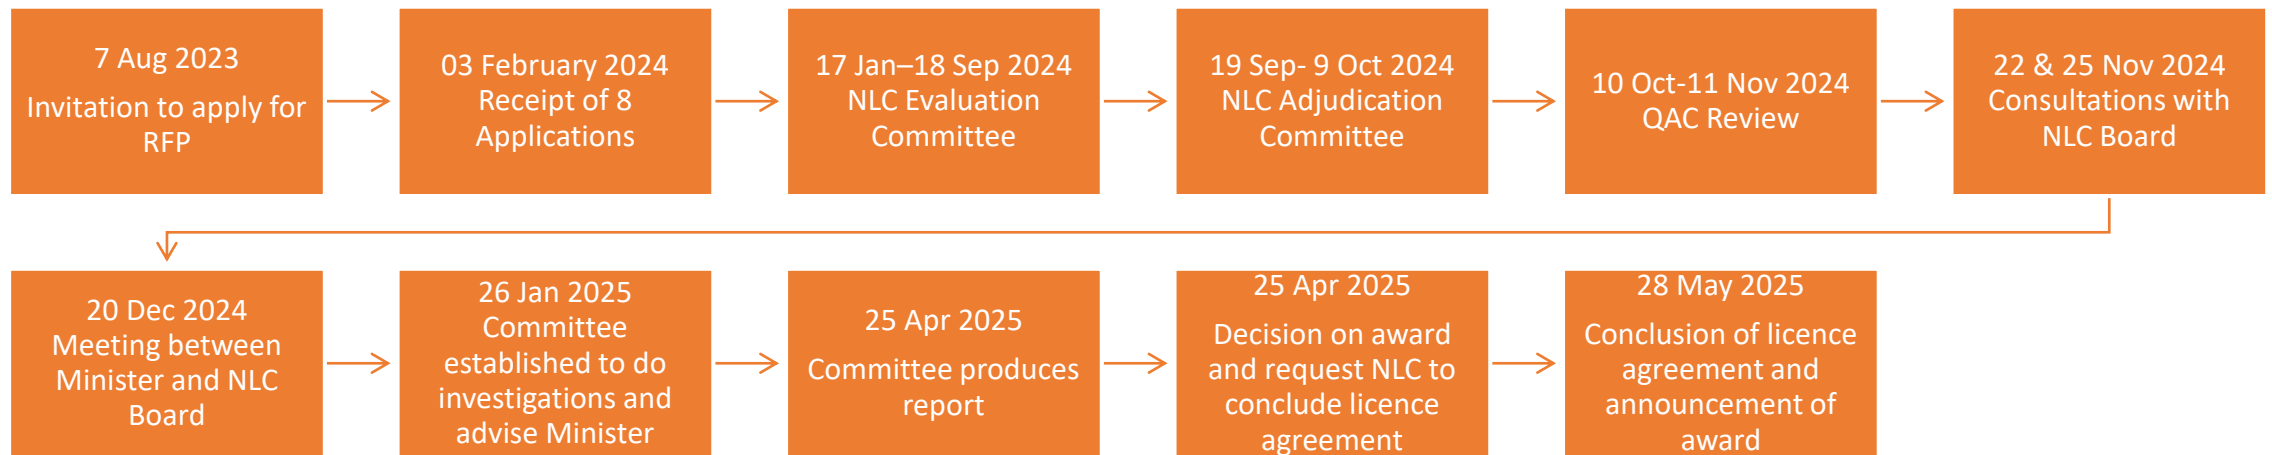 7 Aug 2023
Invitation to apply for
RFP
03 February 2024
Receipt of 8
Applications
17 Jan–18 Sep 2024
NLC Evaluation
Committee
19 Sep- 9 Oct 2024
NLC Adjudication
Committee
10 Oct-11 Nov 2024
QAC Review
22 & 25 Nov 2024
Consultations with
NLC Board
20 Dec 2024
Meeting between
Minister and NLC
Board
26 Jan 2025
Committee
established to do
investigations and
advise Minister
25 Apr 2025
Committee produces
report
25 Apr 2025
Decision on award
and request NLC to
conclude licence
agreement
28 May 2025
Conclusion of licence
agreement and
announcement of
award